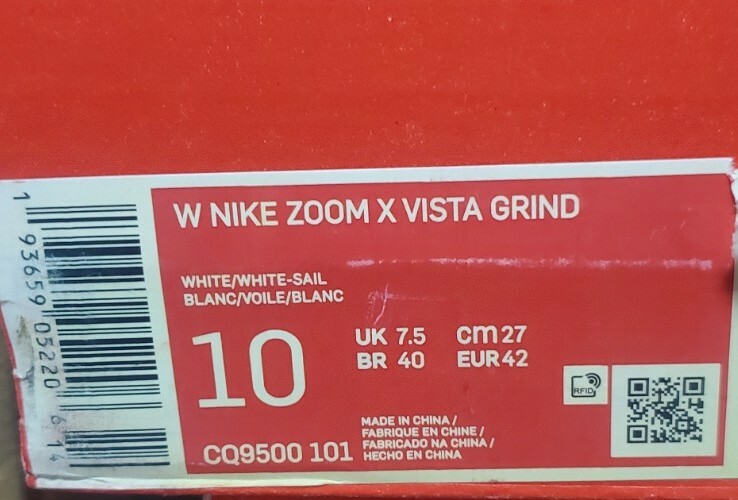 W NIKE ZOOM X VISTA GRIND
WHITE/WHITE-SAIL
BLANC/VOILE/BLANC
10
UK 7.5 cm 27
BR 40 EUR 42
RFID
CQ9500 101
MADE IN CHINA /
FABRIQUE EN CHINE /
FABRICADO NA CHINA /
HECHO EN CHINA
1 93659 05220 6 14